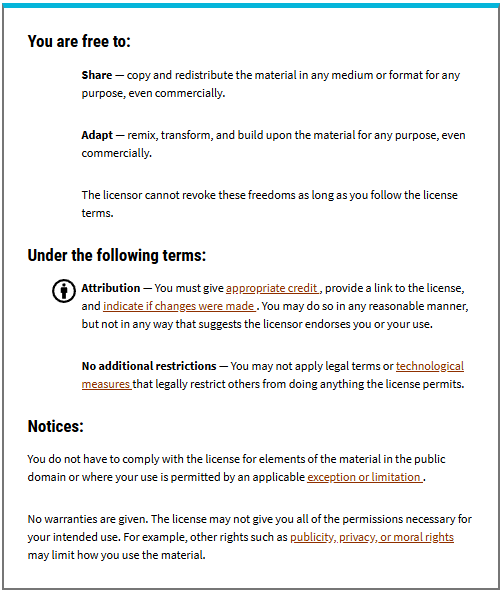 You are free to:
Share — copy and redistribute the material in any medium or format for any
purpose, even commercially.
Adapt — remix, transform, and build upon the material for any purpose, even
commercially.
The licensor cannot revoke these freedoms as long as you follow the license
terms.
Under the following terms:
Attribution — You must give appropriate credit , provide a link to the license,
and indicate if changes were made . You may do so in any reasonable manner,
but not in any way that suggests the licensor endorses you or your use.
No additional restrictions — You may not apply legal terms or technological
measures that legally restrict others from doing anything the license permits.
Notices:
You do not have to comply with the license for elements of the material in the public
domain or where your use is permitted by an applicable exception or limitation .
No warranties are given. The license may not give you all of the permissions necessary for
your intended use. For example, other rights such as publicity, privacy, or moral rights
may limit how you use the material.